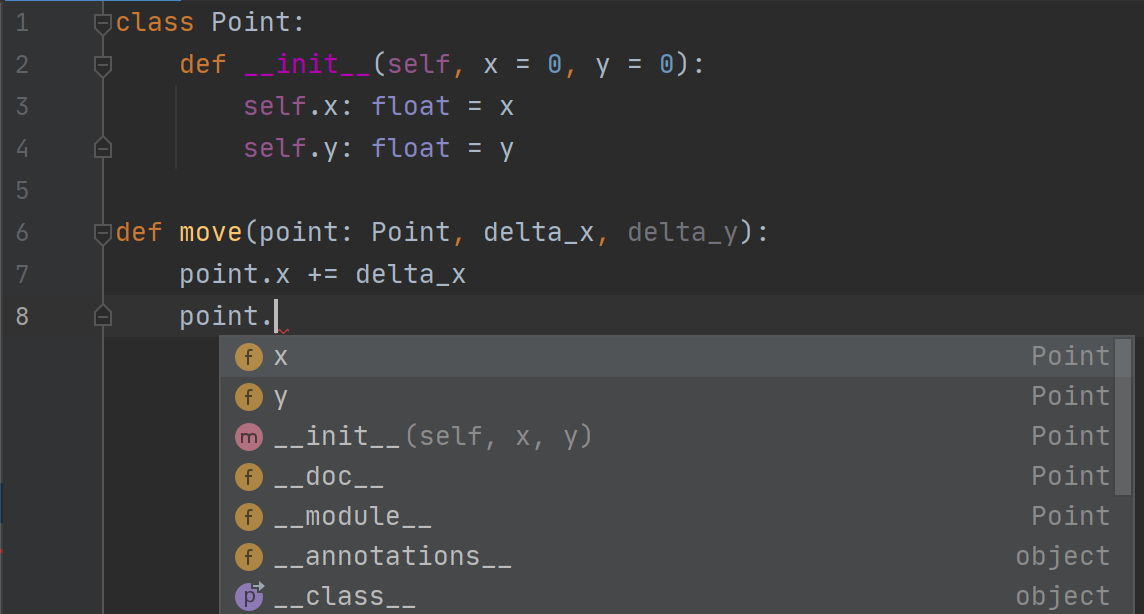 1 class Point:
2 def __init__(self, x = 0, y = 0):
3 self.x: float = x
4 self.y: float = y
5
6 def move(point: Point, delta_x, delta_y):
7 point.x += delta_x
8 point.
f x Point
f y Point
m __init__(self, x, y) Point
f __doc__ Point
f __module__ Point
f __annotations__ object
p __class__ object